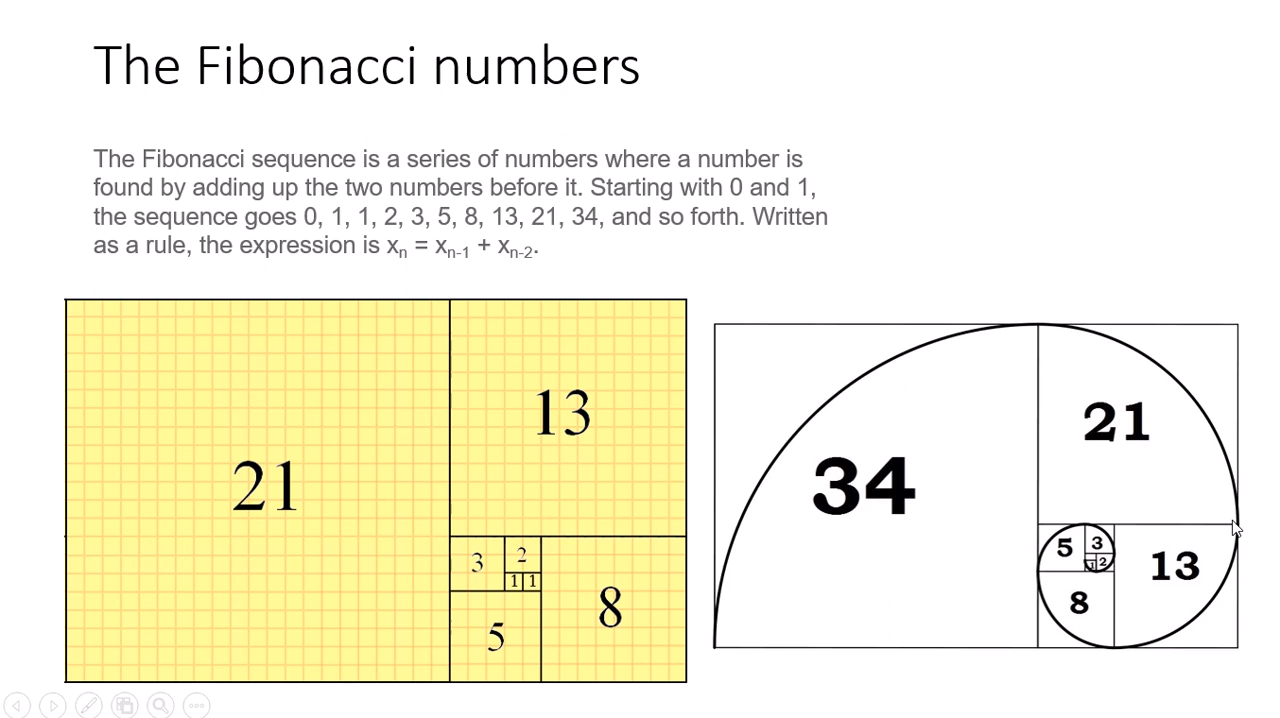 The Fibonacci numbers
The Fibonacci sequence is a series of numbers where a number is
found by adding up the two numbers before it. Starting with 0 and 1,
the sequence goes 0, 1, 1, 2, 3, 5, 8, 13, 21, 34, and so forth. Written
as a rule, the expression is xₙ = xₙ₋₁ + xₙ₋₂.
21
13
3
2
1 1
8
5
34
21
5
3
2
13
8